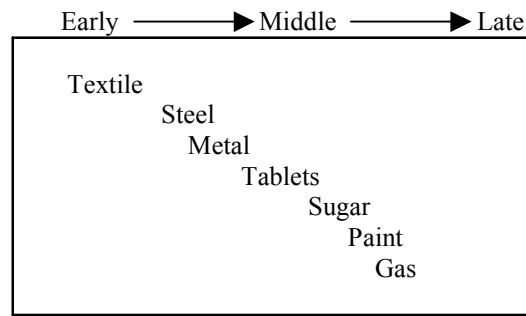 Early Middle Late
Textile
Steel
Metal
Tablets
Sugar
Paint
Gas